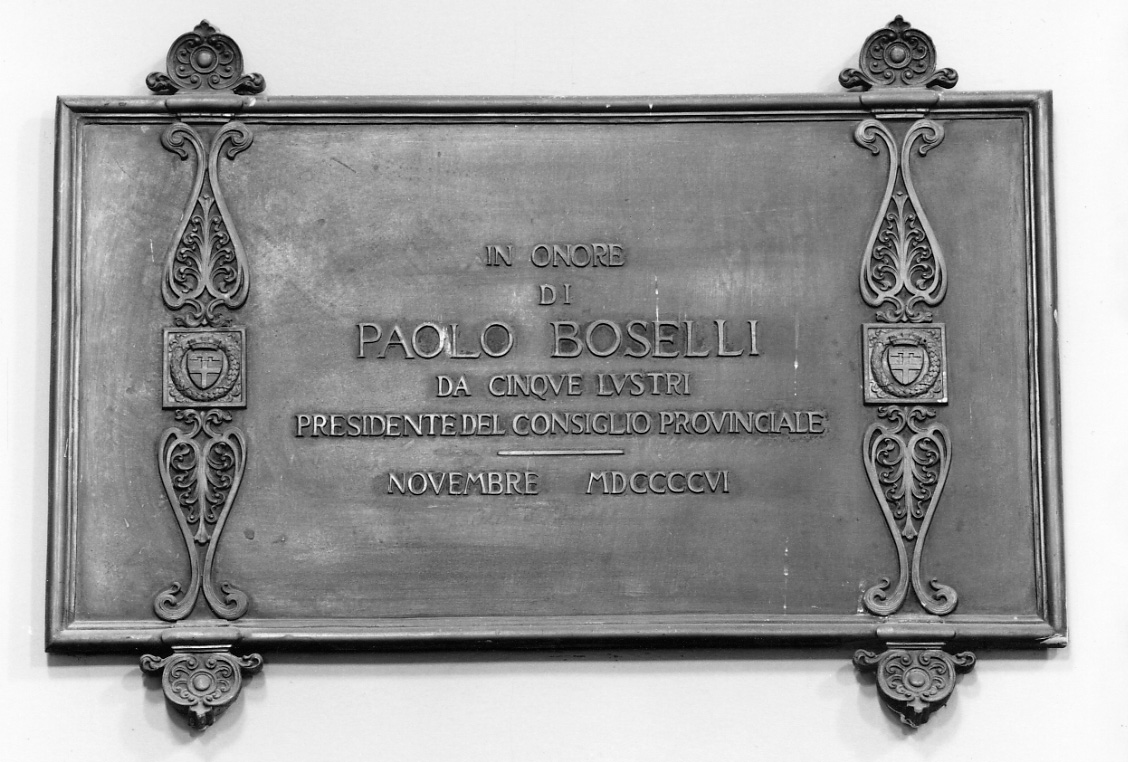 IN ONORE
DI
PAOLO BOSELLI
DA CINQVE LVSTRI
PRESIDENTE DEL CONSIGLIO PROVINCIALE
NOVEMBRE MDCCCCVI